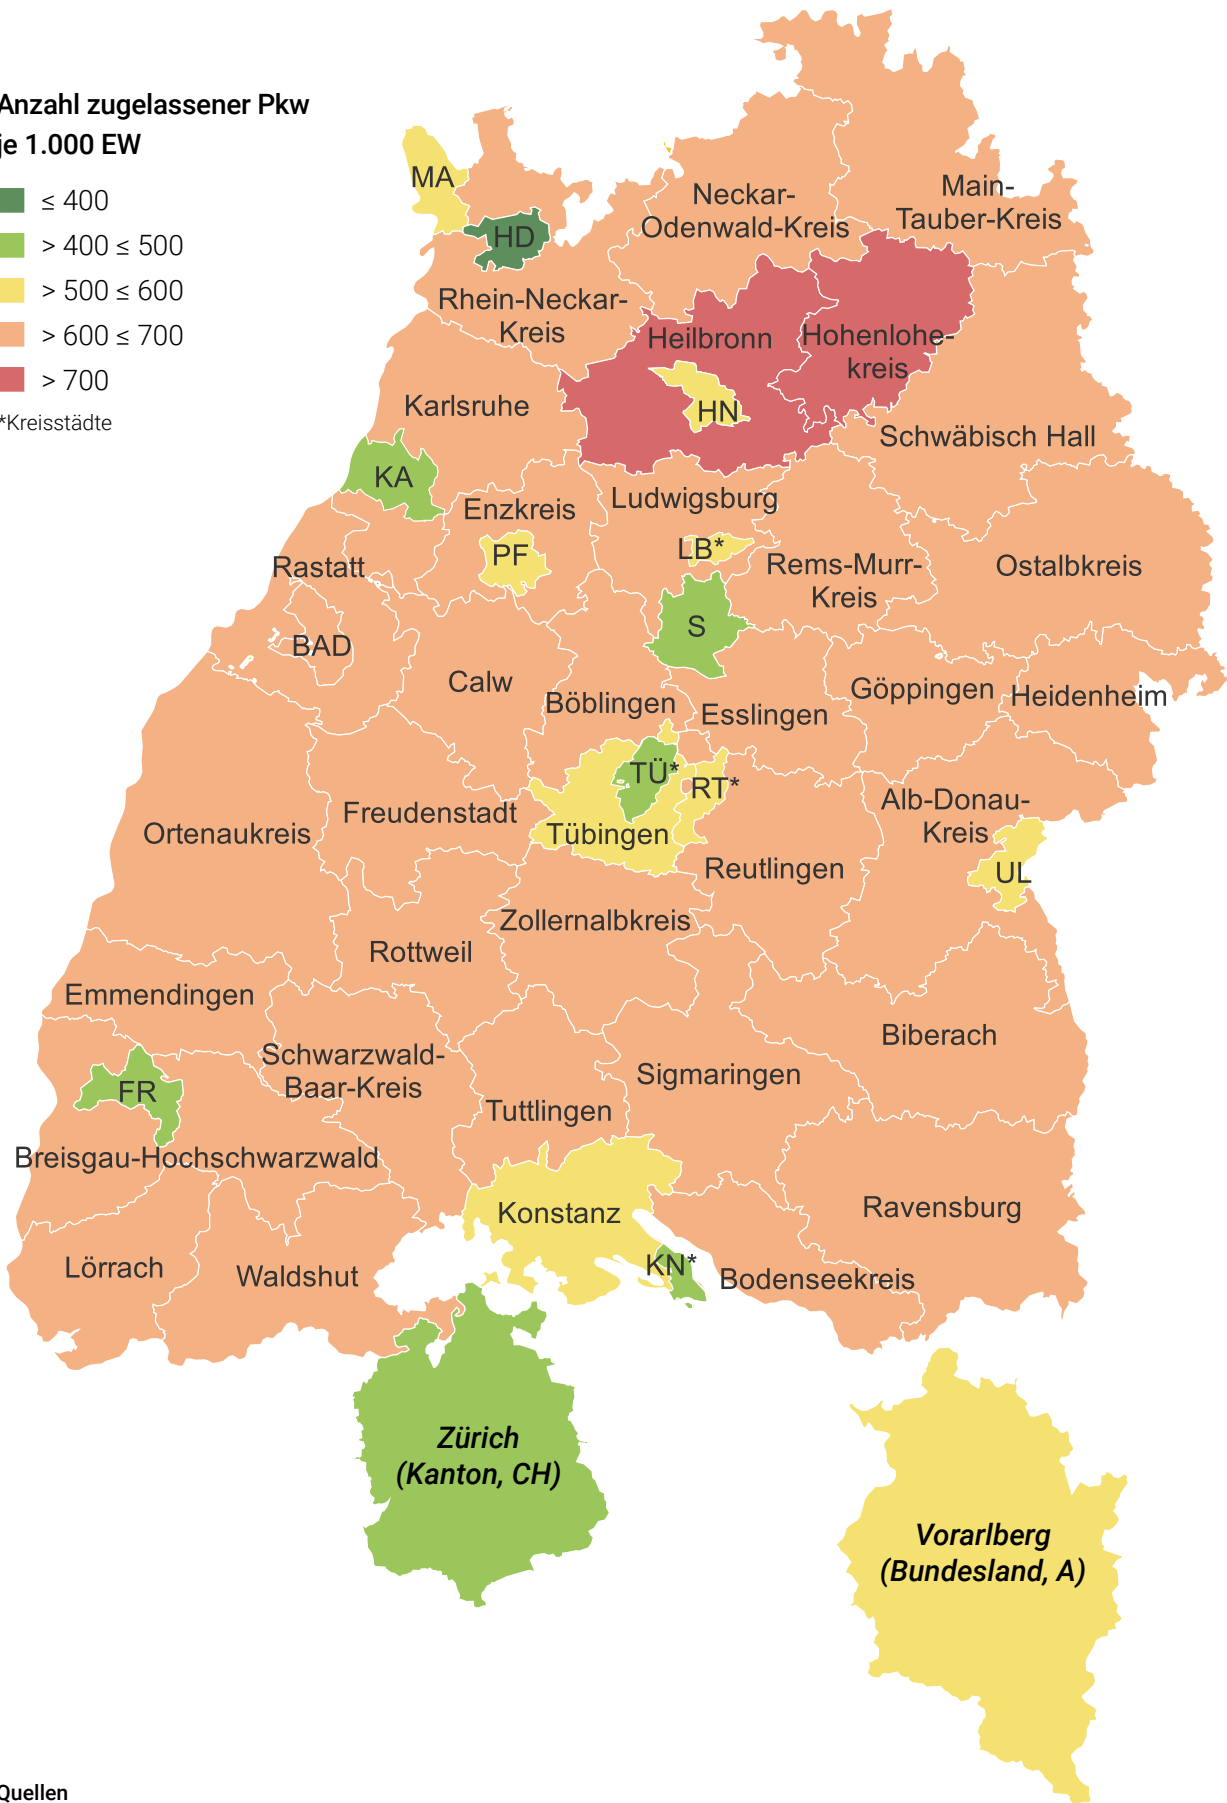 Anzahl zugelassener Pkw
je 1.000 EW
≤ 400
> 400 ≤ 500
> 500 ≤ 600
> 600 ≤ 700
> 700
*Kreisstädte
MA
HD
Neckar-
Odenwald-Kreis
Main-
Tauber-Kreis
Rhein-Neckar-
Kreis
Heilbronn
Hohenlohe-
kreis
HN
Karlsruhe
Schwäbisch Hall
KA
Enzkreis
Ludwigsburg
PF
LB*
Rastatt
Rems-Murr-
Kreis
Ostalbkreis
S
BAD
Calw
Böblingen
Esslingen
Göppingen
Heidenheim
TÜ*
RT*
Ortenaukreis
Freudenstadt
Tübingen
Alb-Donau-
Kreis
Reutlingen
UL
Zollernalbkreis
Rottweil
Emmendingen
Biberach
Schwarzwald-
Baar-Kreis
Sigmaringen
FR
Tuttlingen
Breisgau-Hochschwarzwald
Konstanz
Ravensburg
Lörrach
Waldshut
KN*
Bodenseekreis
Zürich
(Kanton, CH)
Vorarlberg
(Bundesland, A)
Quellen